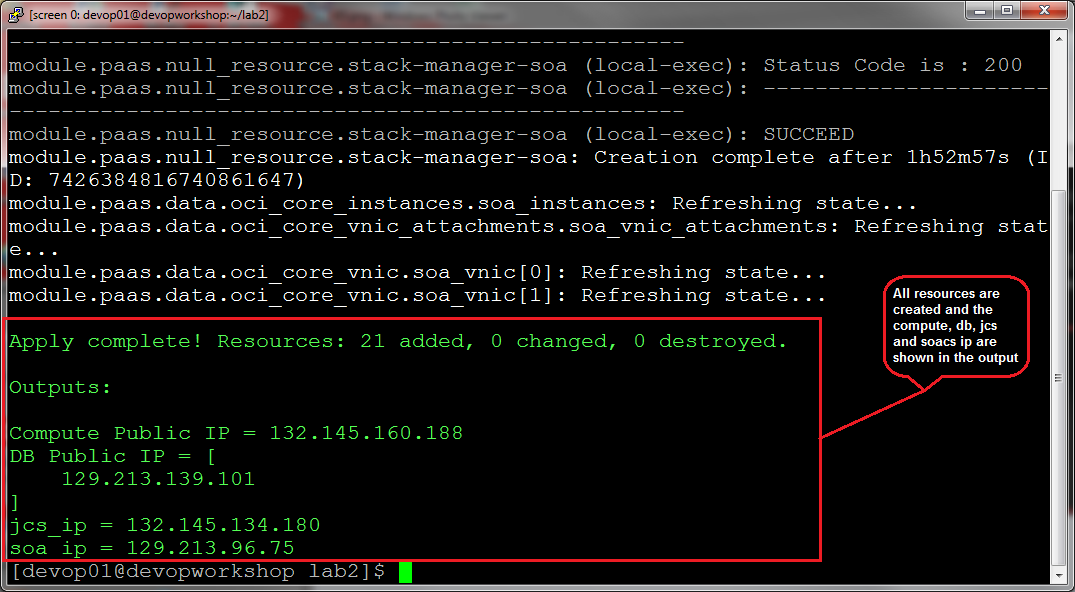 [screen 0: devop01@devopworkshop:~/lab2]
----------------------------------------------------
module.paas.null_resource.stack-manager-soa (local-exec): Status Code is : 200
module.paas.null_resource.stack-manager-soa (local-exec): ----------------------
----------------------------------------------------
module.paas.null_resource.stack-manager-soa (local-exec): SUCCEED
module.paas.null_resource.stack-manager-soa: Creation complete after 1h52m57s (I
D: 7426384816740861647)
module.paas.data.oci_core_instances.soa_instances: Refreshing state...
module.paas.data.oci_core_vnic_attachments.soa_vnic_attachments: Refreshing stat
e...
module.paas.data.oci_core_vnic.soa_vnic[0]: Refreshing state...
module.paas.data.oci_core_vnic.soa_vnic[1]: Refreshing state...
Apply complete! Resources: 21 added, 0 changed, 0 destroyed.
Outputs:
Compute Public IP = 132.145.160.188
DB Public IP = [
    129.213.139.101
]
jcs_ip = 132.145.134.180
soa_ip = 129.213.96.75
[devop01@devopworkshop lab2]$
All resources are
created and the
compute, db, jcs
and soacs ip are
shown in the output